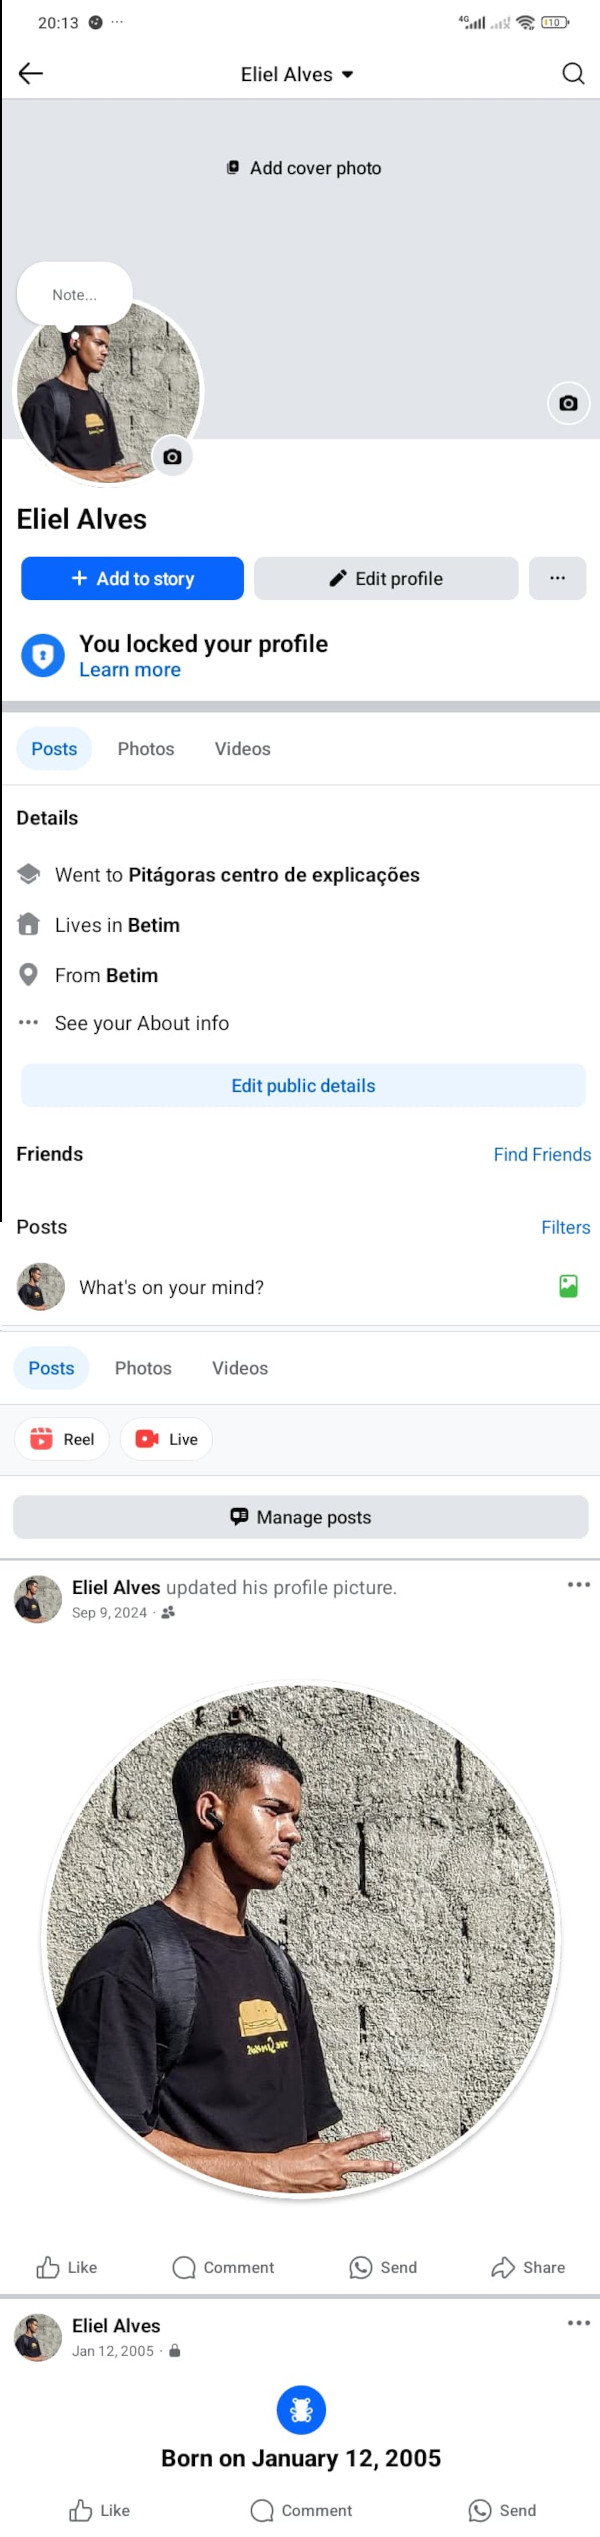 20:13 ...
4G 10
Eliel Alves
Add cover photo
Note...
Eliel Alves
+ Add to story
Edit profile
...
You locked your profile
Learn more
Posts Photos Videos
Details
Went to Pitágoras centro de explicações
Lives in Betim
From Betim
... See your About info
Edit public details
Friends Find Friends
Posts Filters
What's on your mind?
Posts Photos Videos
Reel Live
Manage posts
Eliel Alves updated his profile picture. ...
Sep 9, 2024 ·
Like Comment Send Share
Eliel Alves ...
Jan 12, 2005 ·
Born on January 12, 2005
Like Comment Send